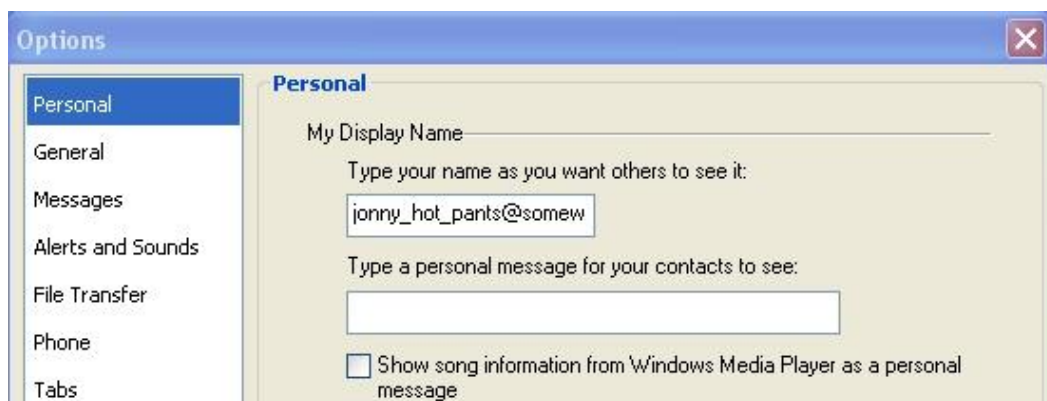 Options
Personal
General
Messages
Alerts and Sounds
File Transfer
Phone
Tabs
Personal
My Display Name
Type your name as you want others to see it:
jonny_hot_pants@somew
Type a personal message for your contacts to see:
Show song information from Windows Media Player as a personal
message